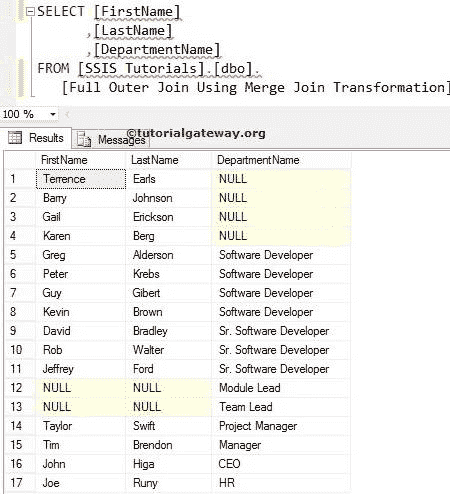 SELECT [FirstName]
,[LastName]
,[DepartmentName]
FROM [SSIS Tutorials].[dbo].
[Full Outer Join Using Merge Join Transformation]
100 %
©tutorialgateway.org
Results Messages
FirstName LastName DepartmentName
1 Terrence Earls NULL
2 Barry Johnson NULL
3 Gail Erickson NULL
4 Karen Berg NULL
5 Greg Alderson Software Developer
6 Peter Krebs Software Developer
7 Guy Gibert Software Developer
8 Kevin Brown Software Developer
9 David Bradley Sr. Software Developer
10 Rob Walter Sr. Software Developer
11 Jeffrey Ford Sr. Software Developer
12 NULL NULL Module Lead
13 NULL NULL Team Lead
14 Taylor Swift Project Manager
15 Tim Brendon Manager
16 John Higa CEO
17 Joe Runy HR